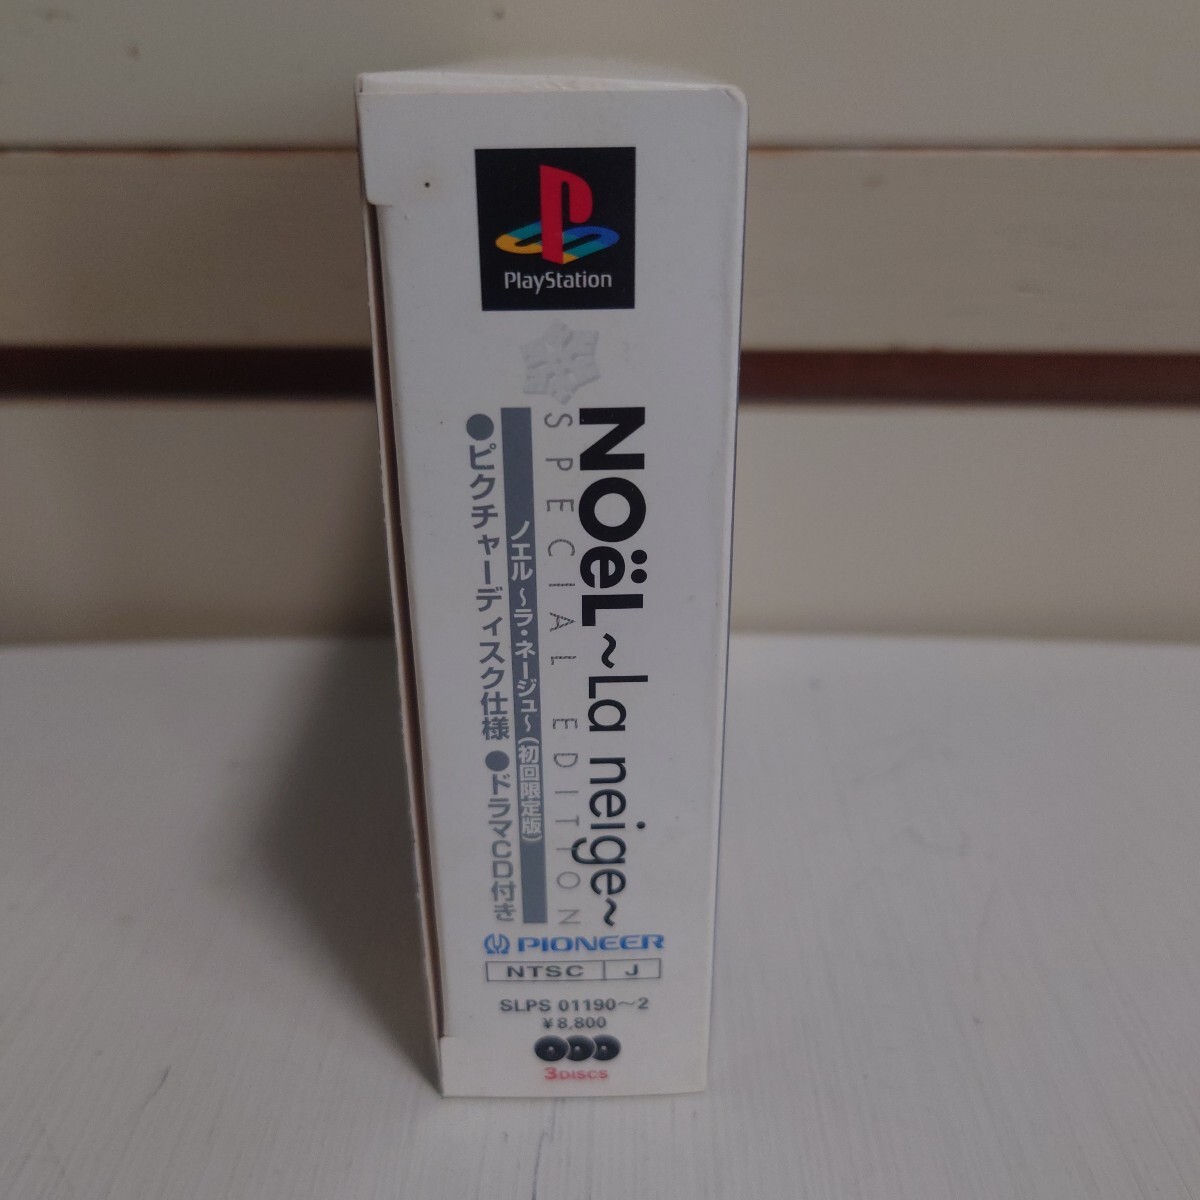 PlayStation
NOëL~La neige~
SPECIAL EDITION
ノエル ~ラ・ネージュ~(初回限定版)
●ピクチャーディスク仕様 ●ドラマCD付き
PIONEER
NTSC J
SLPS 01190~2
¥8,800
3DISCS